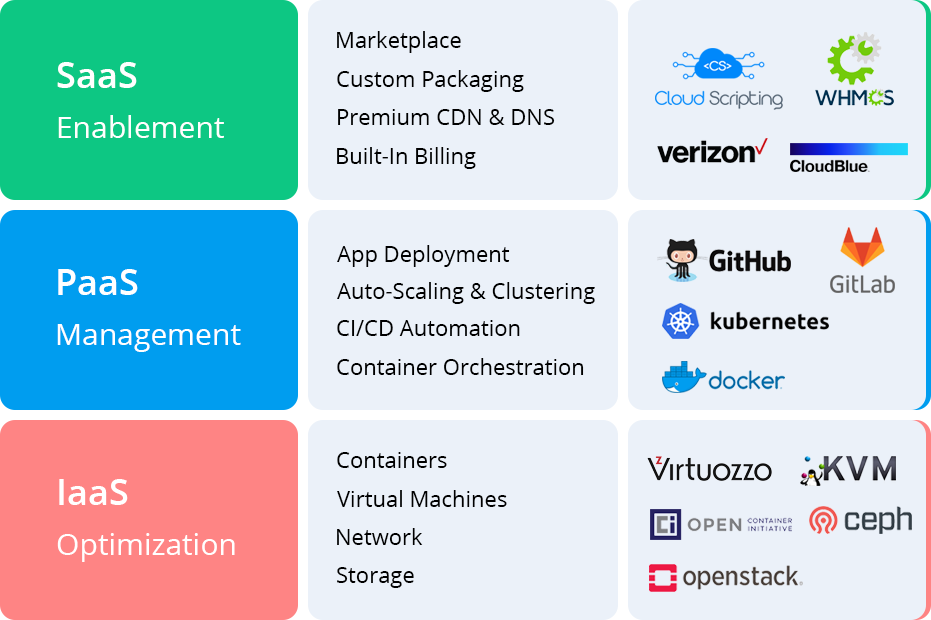 SaaS
Enablement
Marketplace
Custom Packaging
Premium CDN & DNS
Built-In Billing
<CS>
Cloud Scripting
WHMCS
verizon✓
CloudBlue.
PaaS
Management
App Deployment
Auto-Scaling & Clustering
CI/CD Automation
Container Orchestration
GitHub
GitLab
kubernetes
docker
IaaS
Optimization
Containers
Virtual Machines
Network
Storage
Virtuozzo
KVM
OPEN CONTAINER INITIATIVE
ceph
openstack.